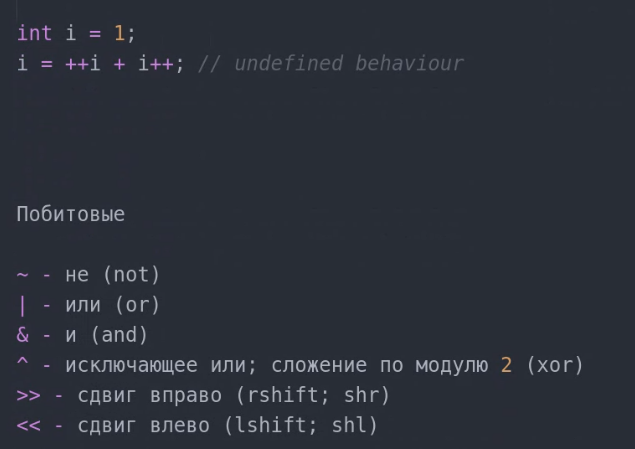 int i = 1;
i = ++i + i++; // undefined behaviour
Побитовые
~ - не (not)
| - или (or)
& - и (and)
^ - исключающее или; сложение по модулю 2 (xor)
>> - сдвиг вправо (rshift; shr)
<< - сдвиг влево (lshift; shl)